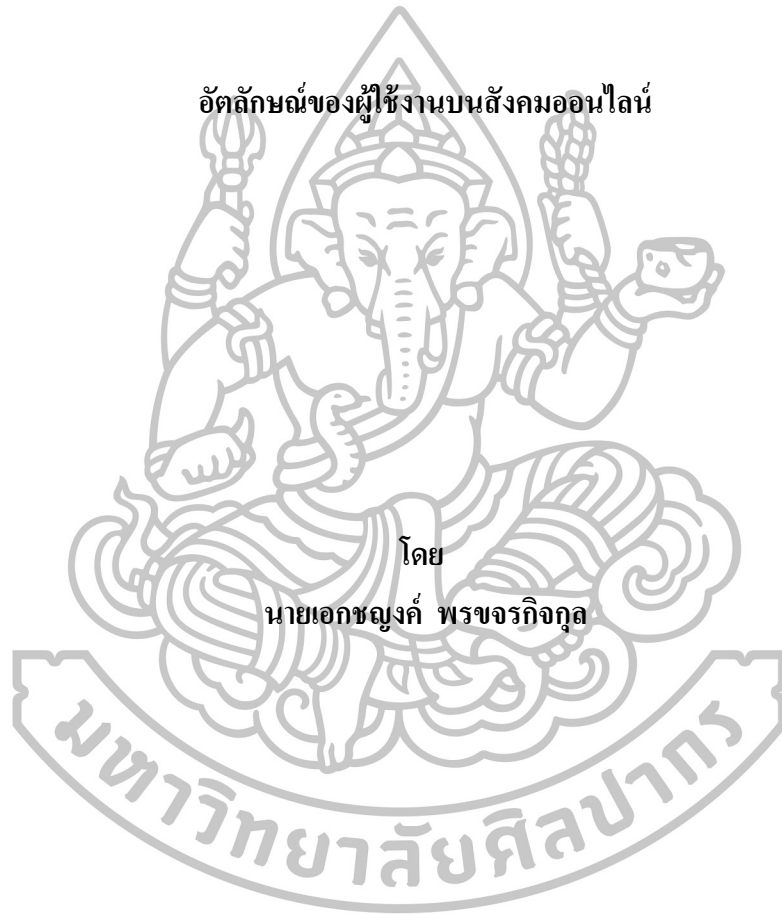 อัตลักษณ์ของผู้ใช้งานบนสังคมออนไลน์
โดย
นายเอกชญงค์ พรขจรกิจกุล
มหาวิทยาลัยศิลปากร